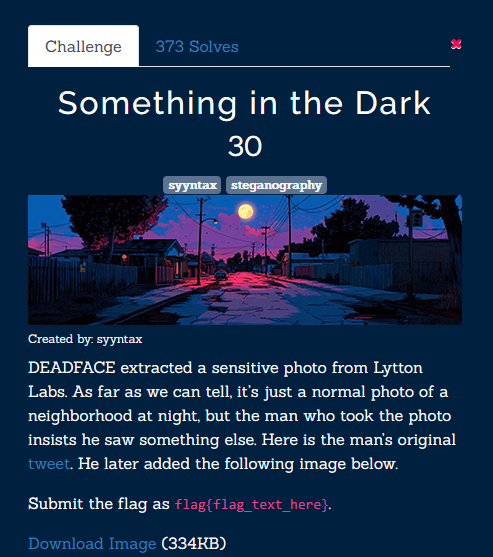 Challenge
373 Solves
Something in the Dark
30
syyntax
steganography
Created by: syyntax
DEADFACE extracted a sensitive photo from Lytton
Labs. As far as we can tell, it's just a normal photo of a
neighborhood at night, but the man who took the photo
insists he saw something else. Here is the man's original
tweet. He later added the following image below.
Submit the flag as flag{flag_text_here}.
Download Image (334KB)